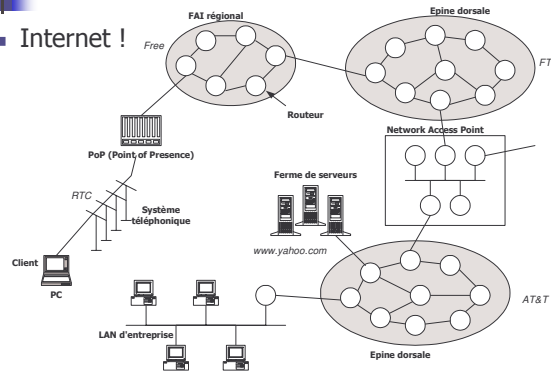 Internet !
FAI régional
Free
Epine dorsale
FT
Routeur
PoP (Point of Presence)
Network Access Point
RTC
Système
téléphonique
Ferme de serveurs
www.yahoo.com
Client
PC
LAN d'entreprise
AT&T
Epine dorsale